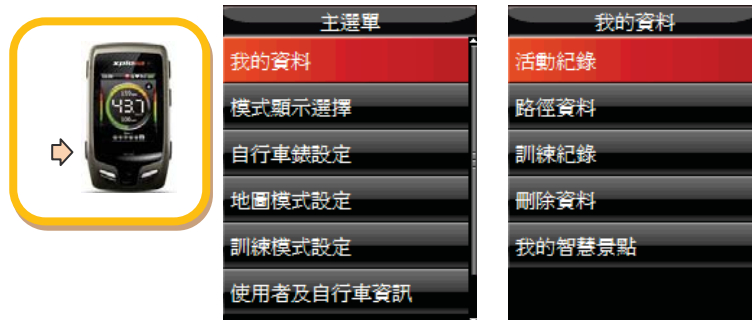 xplova
43.7
主選單
我的資料
模式顯示選擇
自行車錶設定
地圖模式設定
訓練模式設定
使用者及自行車資訊
我的資料
活動紀錄
路徑資料
訓練紀錄
刪除資料
我的智慧景點